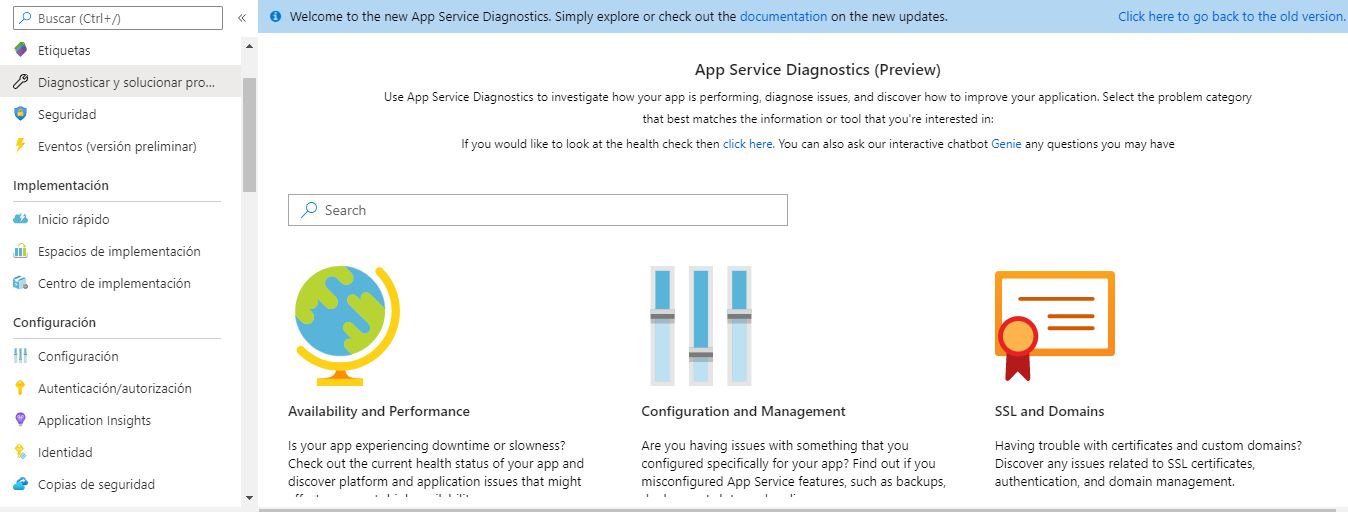 Buscar (Ctrl+/)
«
Etiquetas
Diagnosticar y solucionar pro...
Seguridad
Eventos (versión preliminar)
Implementación
Inicio rápido
Espacios de implementación
Centro de implementación
Configuración
Configuración
Autenticación/autorización
Application Insights
Identidad
Copias de seguridad
Welcome to the new App Service Diagnostics. Simply explore or check out the documentation on the new updates.
Click here to go back to the old version.
App Service Diagnostics (Preview)
Use App Service Diagnostics to investigate how your app is performing, diagnose issues, and discover how to improve your application. Select the problem category
that best matches the information or tool that you're interested in:
If you would like to look at the health check then click here. You can also ask our interactive chatbot Genie any questions you may have
Search
Availability and Performance
Is your app experiencing downtime or slowness?
Check out the current health status of your app and
discover platform and application issues that might
Configuration and Management
Are you having issues with something that you
configured specifically for your app? Find out if you
misconfigured App Service features, such as backups,
SSL and Domains
Having trouble with certificates and custom domains?
Discover any issues related to SSL certificates,
authentication, and domain management.